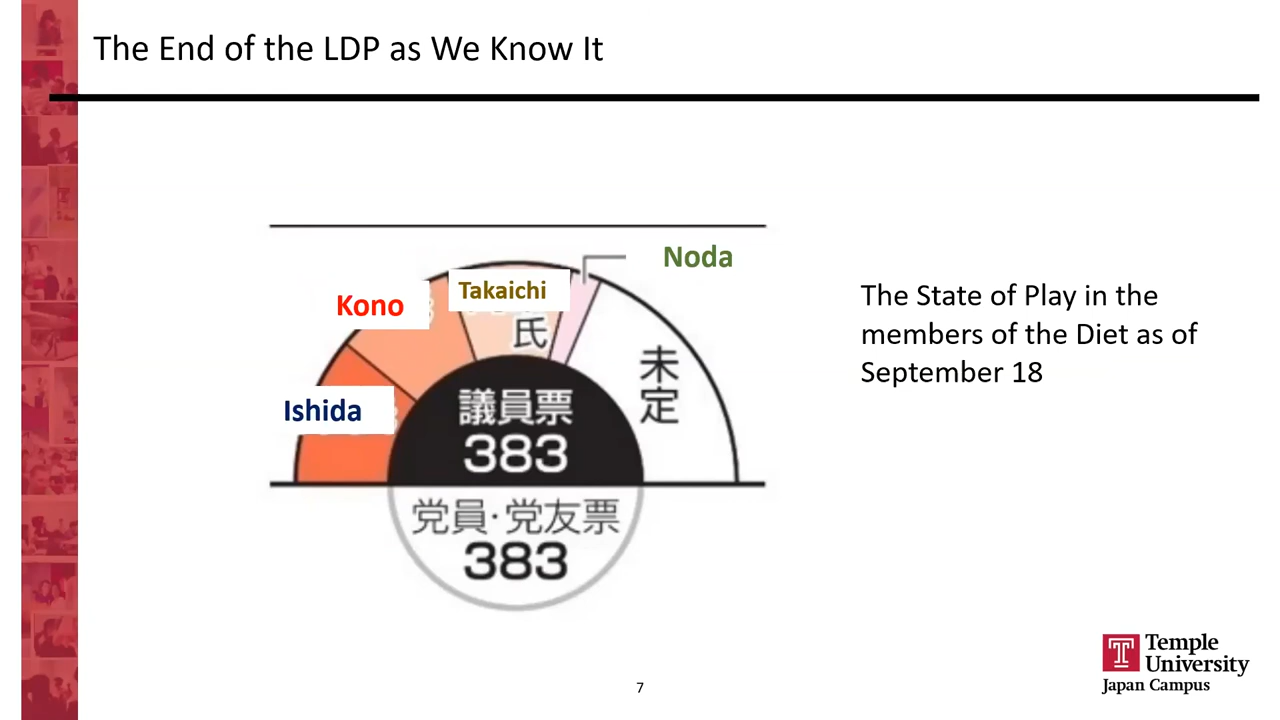 The End of the LDP as We Know It
Noda
Takaichi
Kono
氏
Ishida
未定
議員票
383
党員·党友票
383
The State of Play in the
members of the Diet as of
September 18
Temple
University
Japan Campus
7